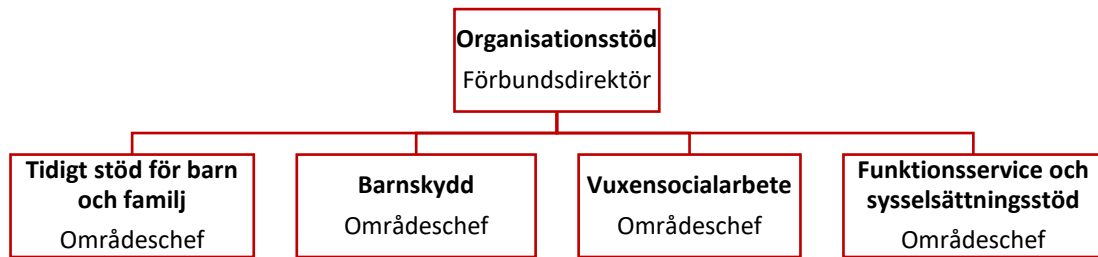 Organisationsstöd
Förbundsdirektör
Tidigt stöd för barn
och familj
Områdeschef
Barnskydd
Områdeschef
Vuxensocialarbete
Områdeschef
Funktionsservice och
sysselsättningsstöd
Områdeschef